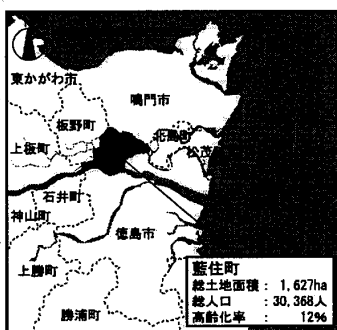 東かがわ市
鳴門市
板野町
北島町
松茂
上板町
石井町
神山町
徳島市
上勝町
勝浦町
藍住町
総土地面積： 1,627ha
総人口　： 30,368人
高齢化率：　　12%